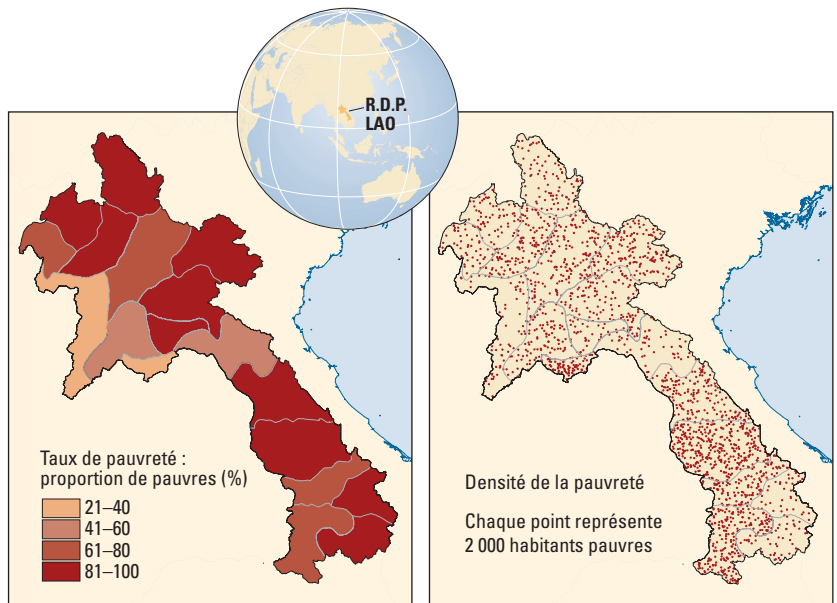 R.D.P.
LAO
Taux de pauvreté :
proportion de pauvres (%)
21–40
41–60
61–80
81–100
Densité de la pauvreté
Chaque point représente
2 000 habitants pauvres